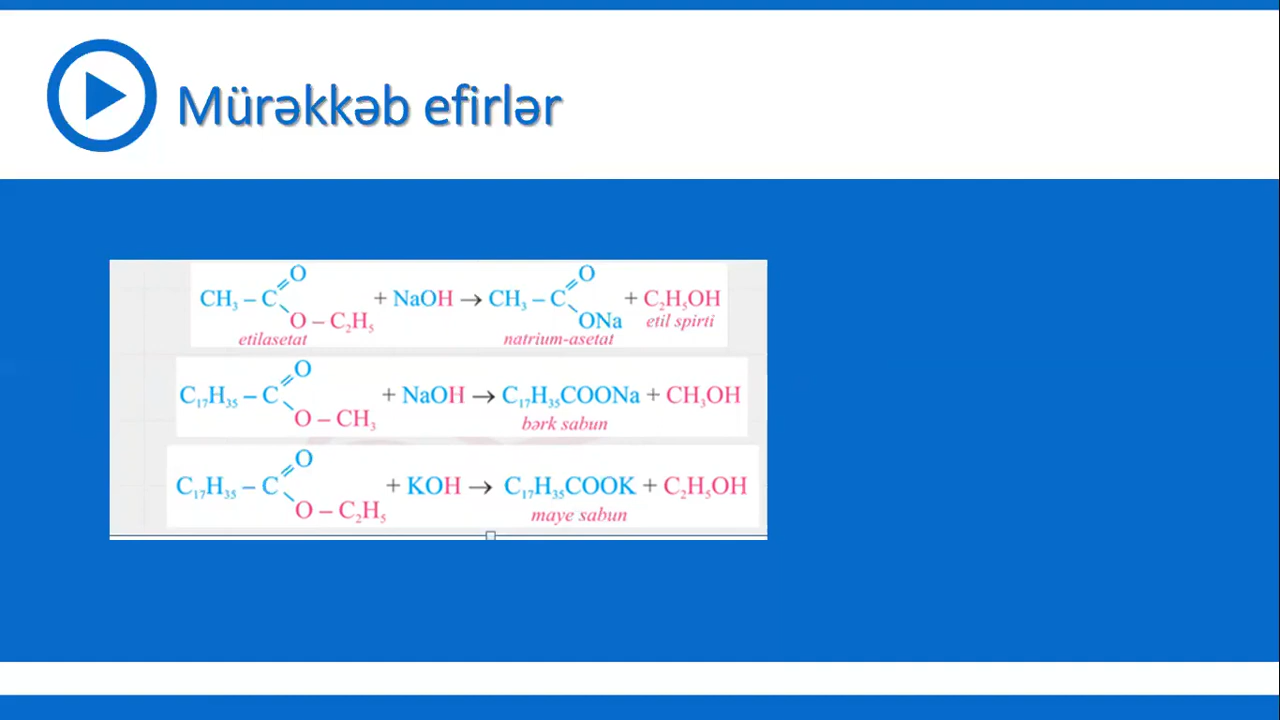 Mürəkkəb efirlər
O
CH₃ – C + NaOH → CH₃ – C + C₂H₅OH
O
O – C₂H₅ ONa etil spirti
etilasetat natrium-asetat
O
C₁₇H₃₅ – C + NaOH → C₁₇H₃₅COONa + CH₃OH
O – CH₃ bərk sabun
O
C₁₇H₃₅ – C + KOH → C₁₇H₃₅COOK + C₂H₅OH
O – C₂H₅ maye sabun